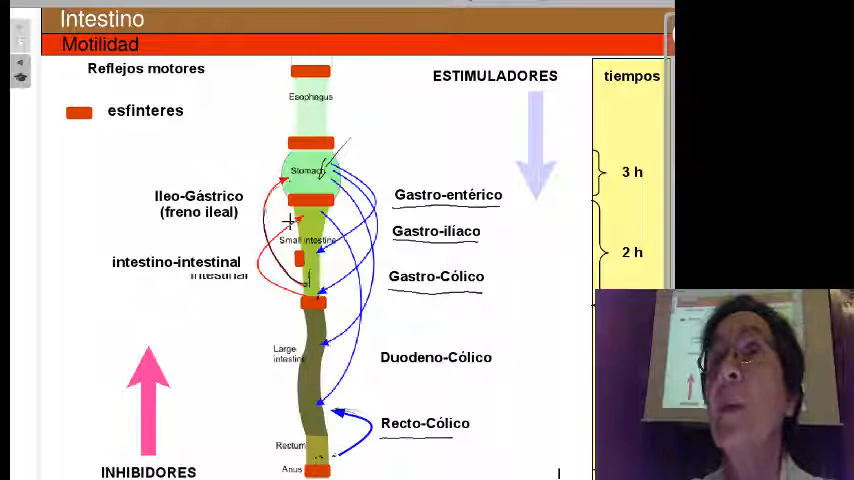 Intestino
Motilidad
Reflejos motores
ESTIMULADORES
tiempos
Esophagus
esfinteres
Stomach
3 h
Ileo-Gástrico
(freno ileal)
Gastro-entérico
Gastro-ilíaco
Small intestine
2 h
intestino-intestinal
intestinal
Gastro-Cólico
Large
intestine
Duodeno-Cólico
Recto-Cólico
Rectum
Anus
INHIBIDORES